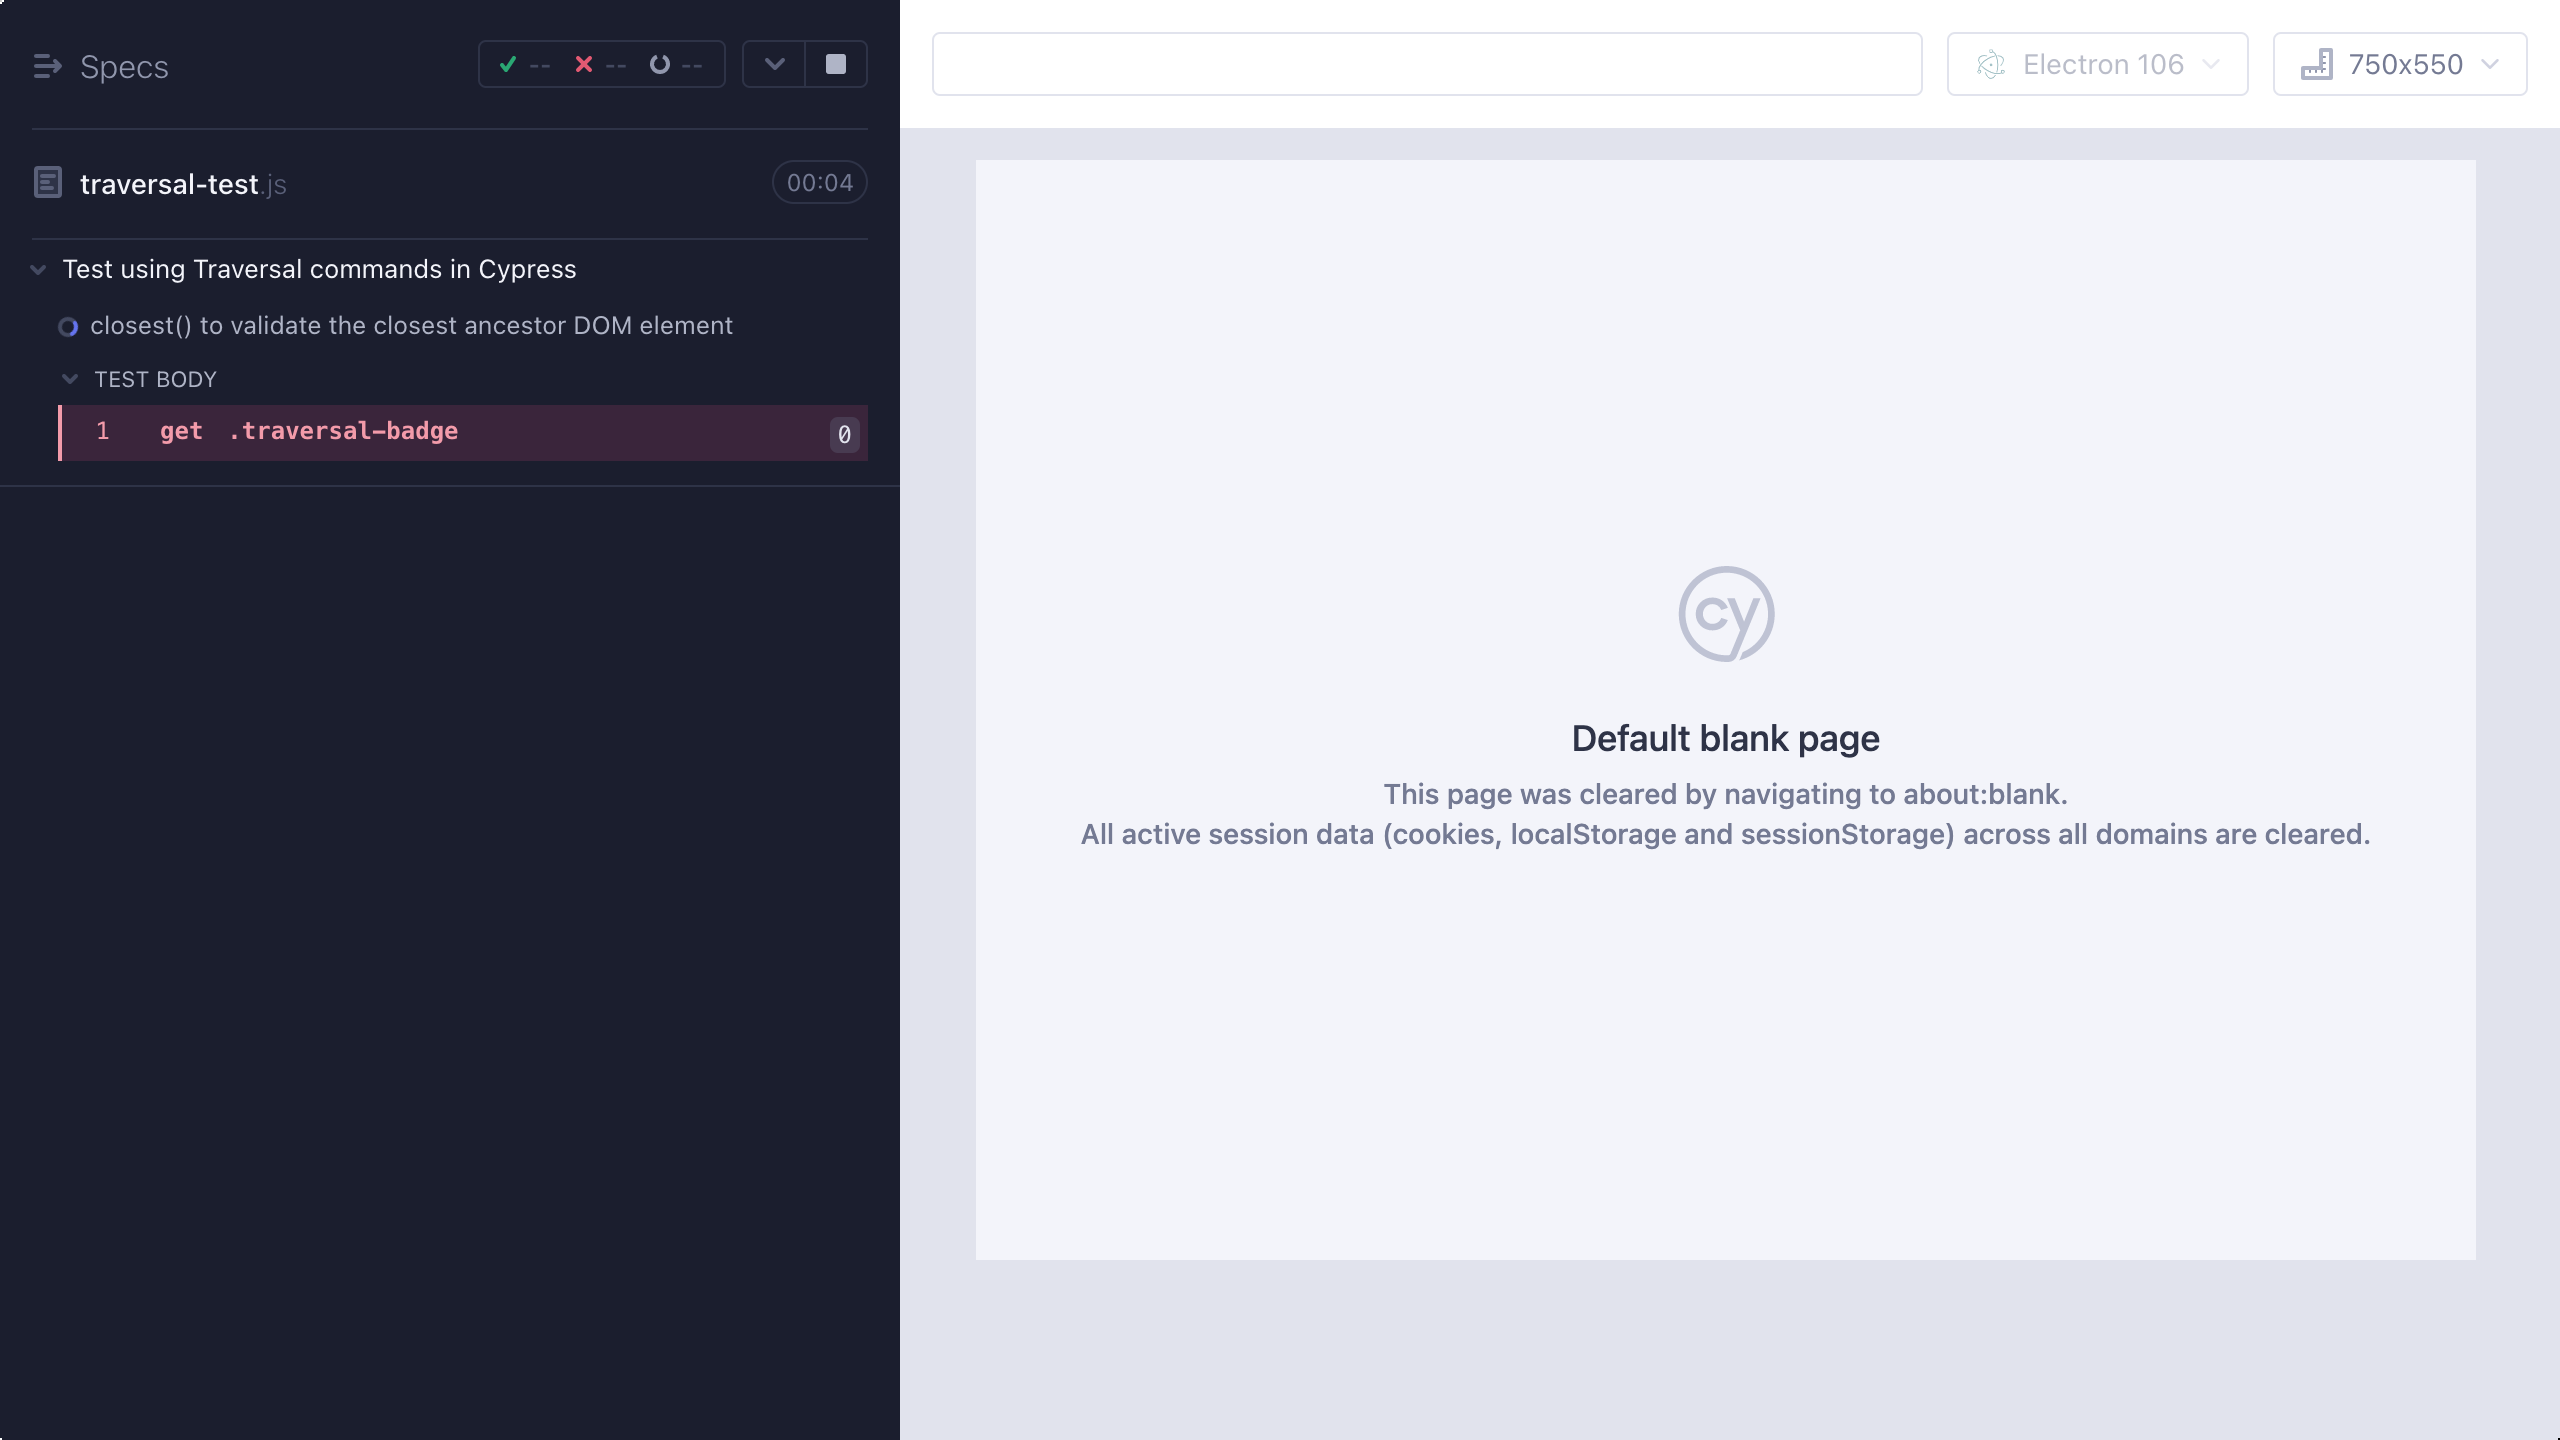 Specs
--
--
--
Electron 106
750x550
traversal-test.js
00:04
Test using Traversal commands in Cypress
closest() to validate the closest ancestor DOM element
TEST BODY
1 get .traversal-badge 0
cy
Default blank page
This page was cleared by navigating to about:blank.
All active session data (cookies, localStorage and sessionStorage) across all domains are cleared.